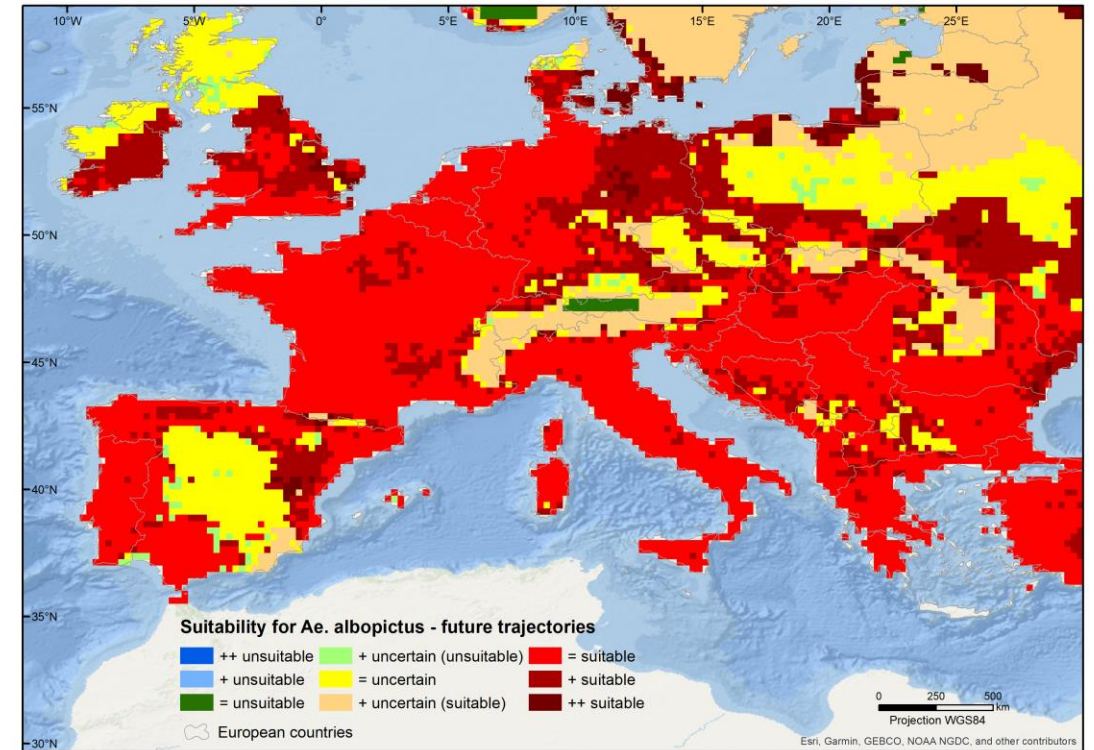 10°W 5°W 0° 5°E 10°E 15°E 20°E 25°E
55°N
50°N
45°N
40°N
35°N
30°N
Suitability for Ae. albopictus - future trajectories
++ unsuitable + uncertain (unsuitable) = suitable
+ unsuitable = uncertain + suitable
= unsuitable + uncertain (suitable) ++ suitable
European countries
0 250 500
km
Projection WGS84
Esri, Garmin, GEBCO, NOAA NGDC, and other contributors